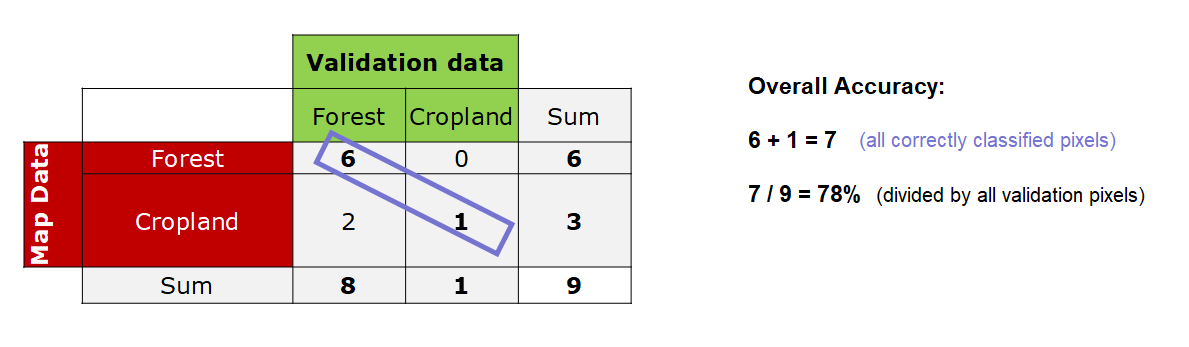 Validation data
Forest Cropland Sum
Map Data
Forest 6 0 6
Cropland 2 1 3
Sum 8 1 9
Overall Accuracy:
6 + 1 = 7 (all correctly classified pixels)
7 / 9 = 78% (divided by all validation pixels)